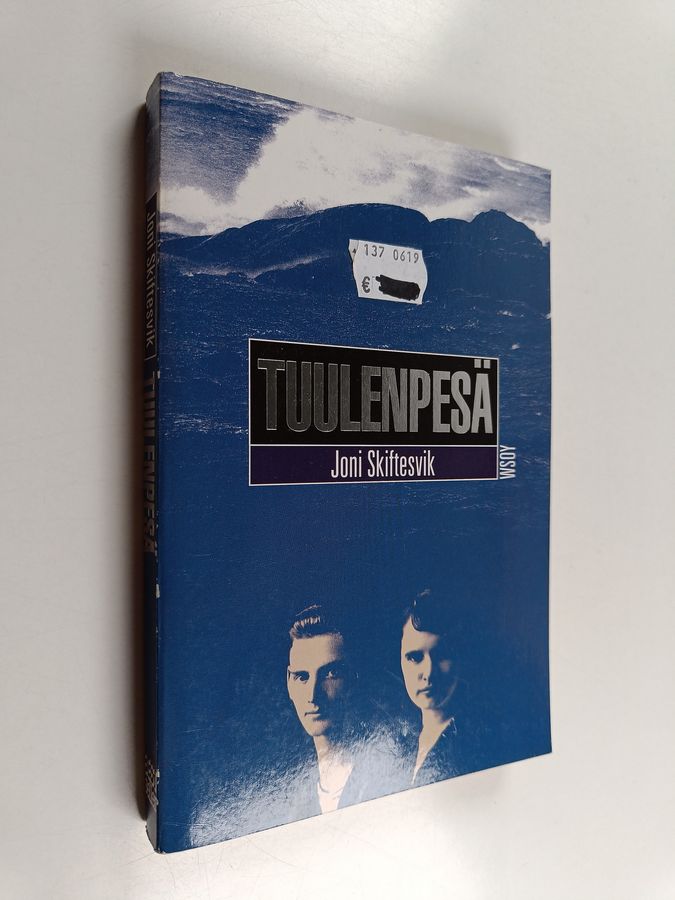 137 0619
€
TUULENPESÄ
Joni Skiftesvik
WSOY
Joni Skiftesvik
TUULENPESÄ